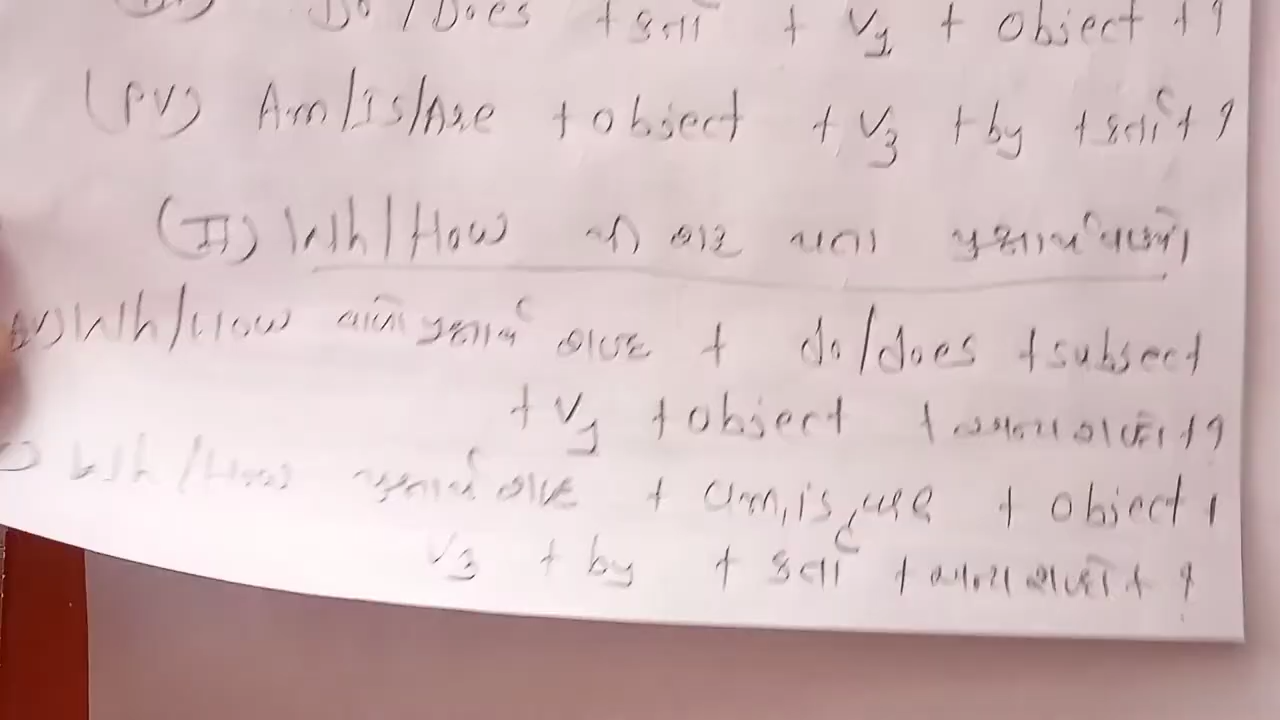 Do/Does + કર્તા + V1 + object + ?
(PV) Am/Is/Are + object + V3 + by + કર્તા + ?
(II) Wh/How થી શરૂ થતા પ્રશ્નાર્થ વાક્યો
Wh/How વાળો પ્રશ્નાર્થ શબ્દ + do/does + subject
+ V1 + object + અન્ય શબ્દો + ?
Wh/How પ્રશ્નાર્થ શબ્દ + am, is, are + object +
V3 + by + કર્તા + અન્ય શબ્દો + ?